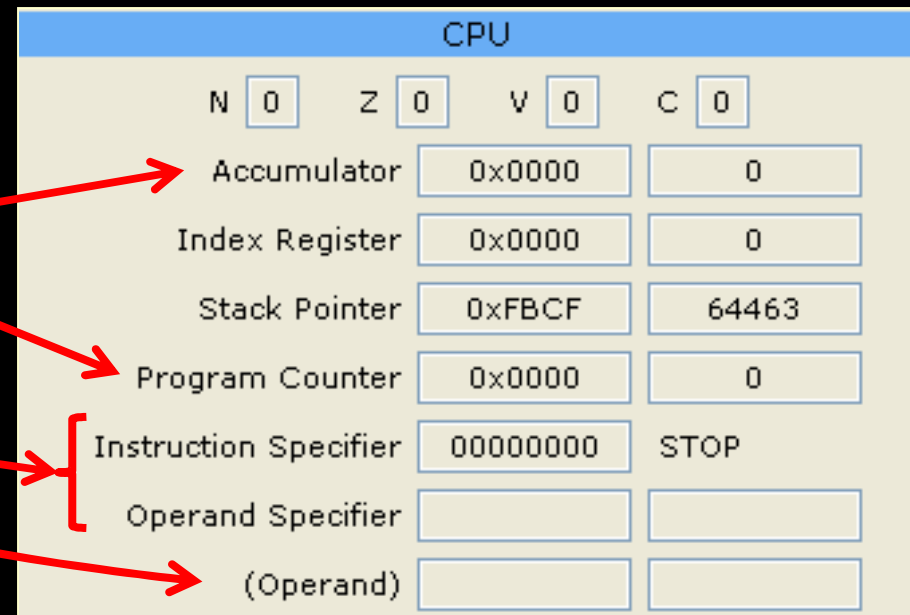 CPU
N 0 Z 0 V 0 C 0
Accumulator 0x0000 0
Index Register 0x0000 0
Stack Pointer 0xFBCF 64463
Program Counter 0x0000 0
Instruction Specifier 00000000 STOP
Operand Specifier
(Operand)